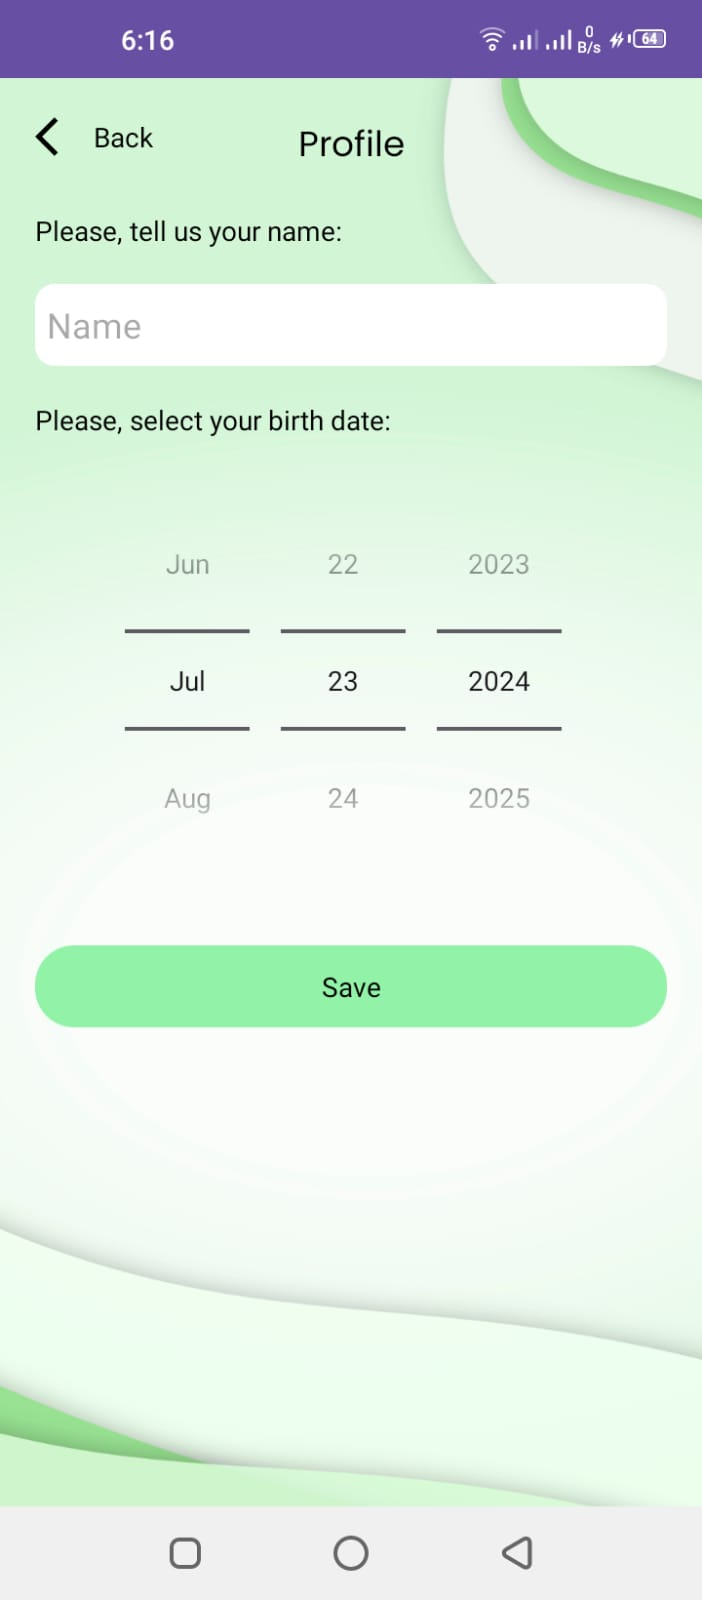 6:16 0 B/s 64
Back Profile
Please, tell us your name:
Name
Please, select your birth date:
Jun 22 2023
Jul 23 2024
Aug 24 2025
Save